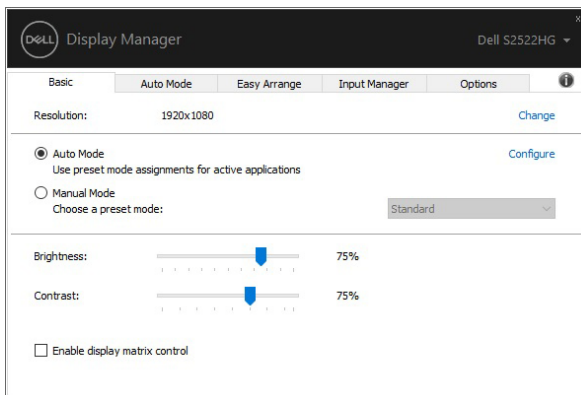 DELL Display Manager Dell S2522HG
Basic Auto Mode Easy Arrange Input Manager Options
Resolution: 1920x1080 Change
Auto Mode Configure
Use preset mode assignments for active applications
Manual Mode
Choose a preset mode: Standard
Brightness: 75%
Contrast: 75%
Enable display matrix control